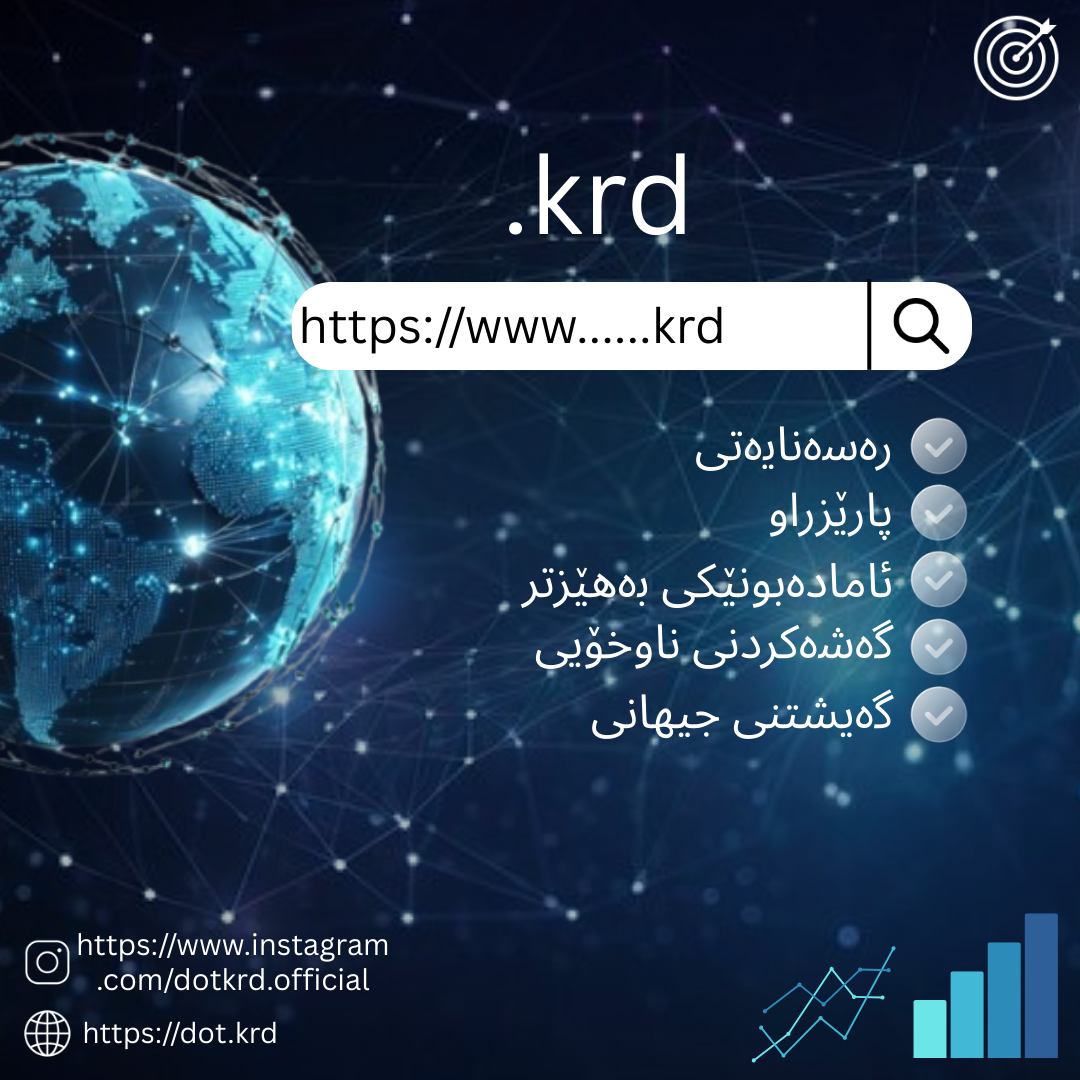 .krd
https://www......krd
رەسەنایەتی
پارێزراو
ئامادەبونێکی بەهێزتر
گەشەکردنی ناوخۆیی
گەیشتنی جیهانی
https://www.instagram
.com/dotkrd.official
https://dot.krd